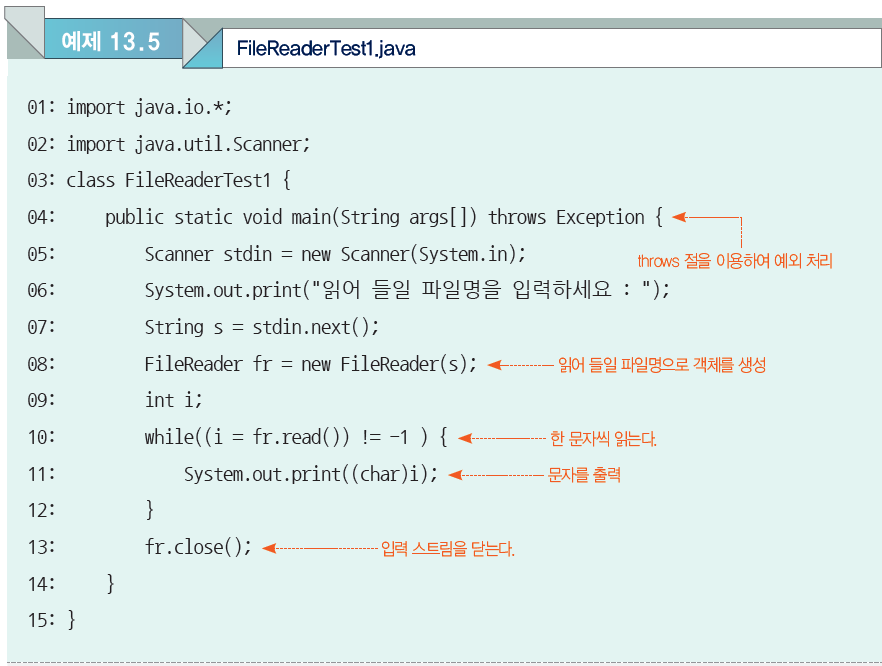 예제 13.5
FileReaderTest1.java
01: import java.io.*;
02: import java.util.Scanner;
03: class FileReaderTest1 {
04: public static void main(String args[]) throws Exception {
throws 절을 이용하여 예외 처리
05: Scanner stdin = new Scanner(System.in);
06: System.out.print("읽어 들일 파일명을 입력하세요 : ");
07: String s = stdin.next();
08: FileReader fr = new FileReader(s); 읽어 들일 파일명으로 객체를 생성
09: int i;
10: while((i = fr.read()) != -1 ) { 한 문자씩 읽는다.
11: System.out.print((char)i); 문자를 출력
12: }
13: fr.close(); 입력 스트림을 닫는다.
14: }
15: }